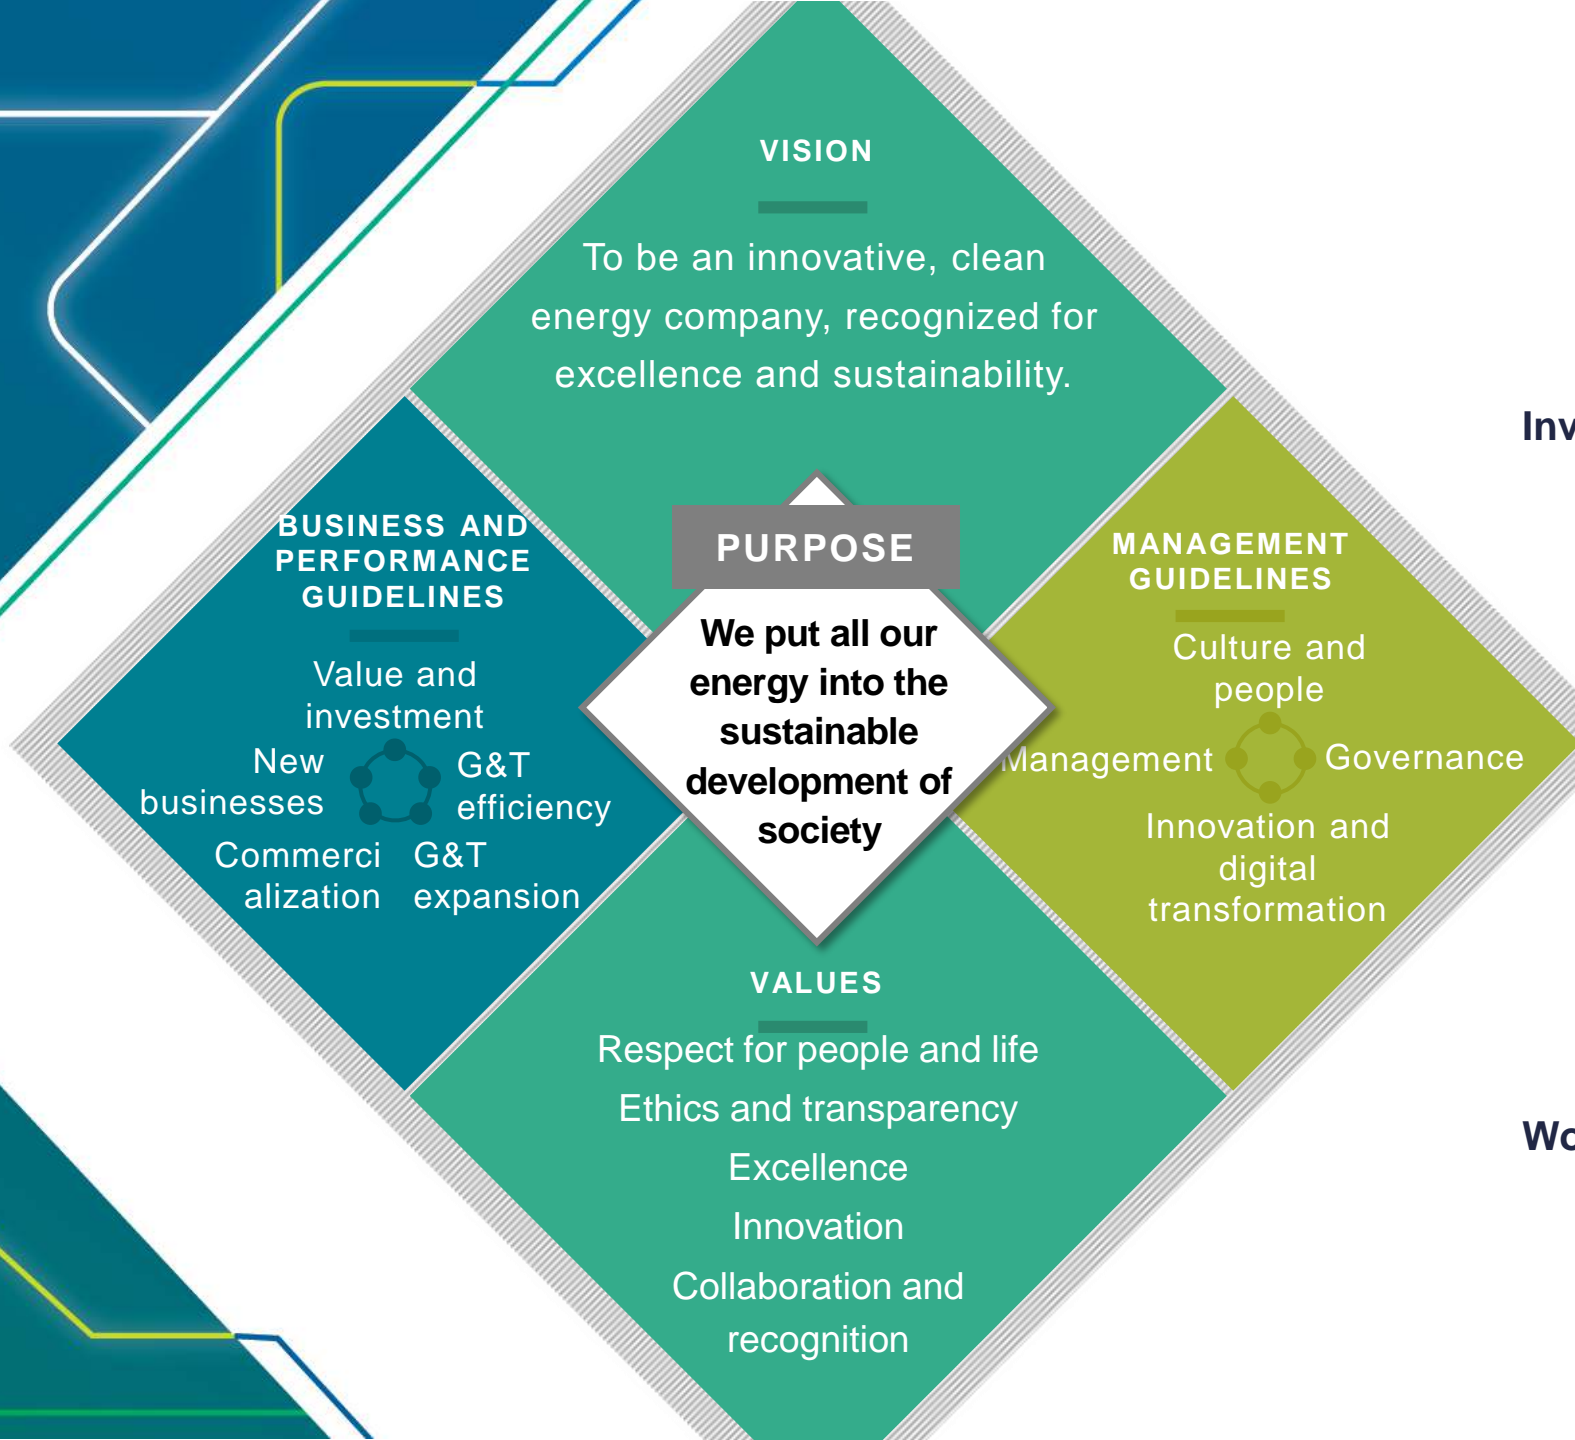 VISION
To be an innovative, clean
energy company, recognized for
excellence and sustainability.
BUSINESS AND
PERFORMANCE
GUIDELINES
Value and
investment
New
businesses
G&T
efficiency
Commerci
alization
G&T
expansion
PURPOSE
We put all our
energy into the
sustainable
development of
society
MANAGEMENT
GUIDELINES
Culture and
people
Management
Governance
Innovation and
digital
transformation
VALUES
Respect for people and life
Ethics and transparency
Excellence
Innovation
Collaboration and
recognition